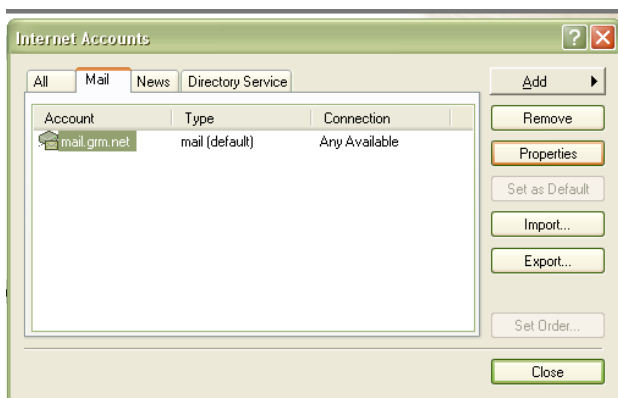 Internet Accounts
All Mail News Directory Service
Add
Account Type Connection
Remove
mail.grm.net mail (default) Any Available
Properties
Set as Default
Import...
Export...
Set Order...
Close